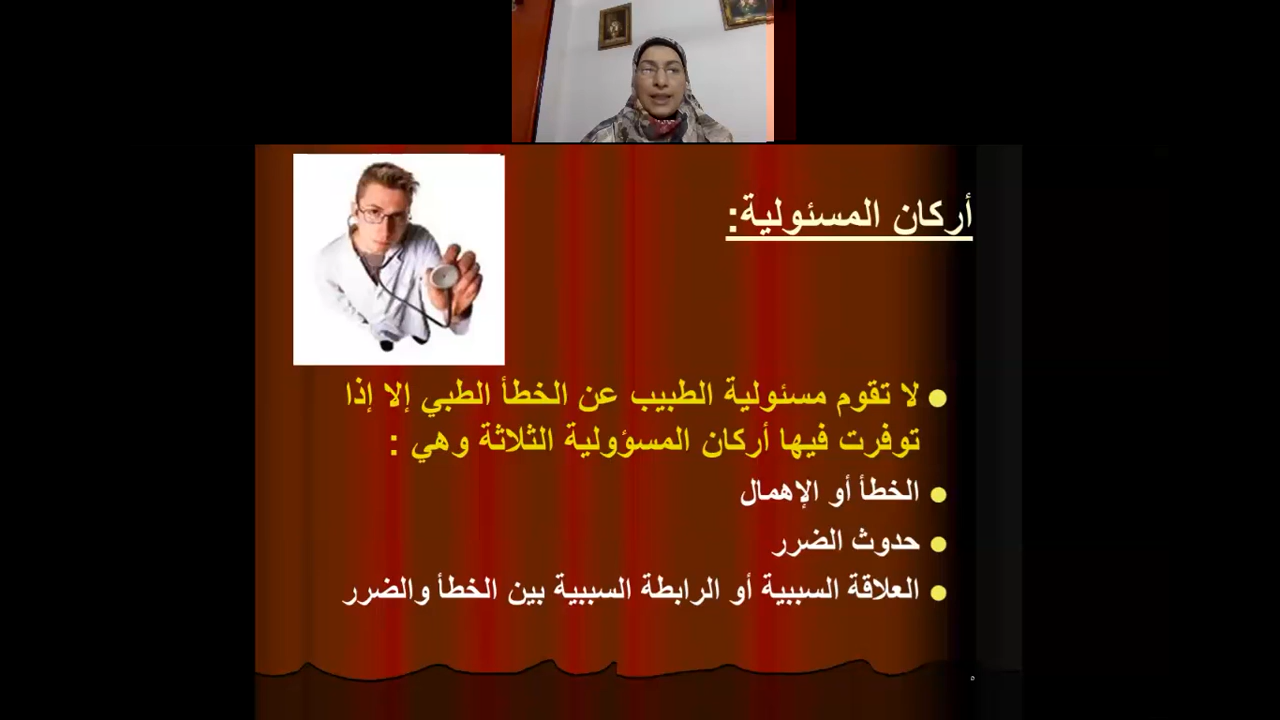 أركان المسئولية:
لا تقوم مسئولية الطبيب عن الخطأ الطبي إلا إذا
توفرت فيها أركان المسؤولية الثلاثة وهي :
الخطأ أو الإهمال
حدوث الضرر
العلاقة السببية أو الرابطة السببية بين الخطأ والضرر
٥